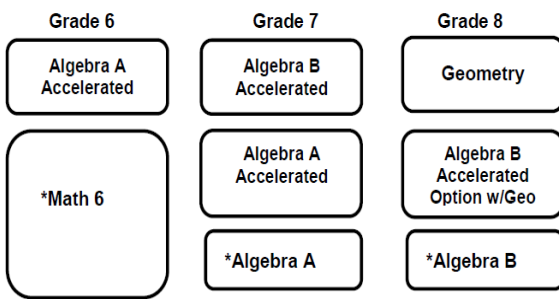 Grade 6 Grade 7 Grade 8
Algebra A
Accelerated
Algebra B
Accelerated
Geometry
*Math 6
Algebra A
Accelerated
Algebra B
Accelerated
Option w/Geo
*Algebra A
*Algebra B